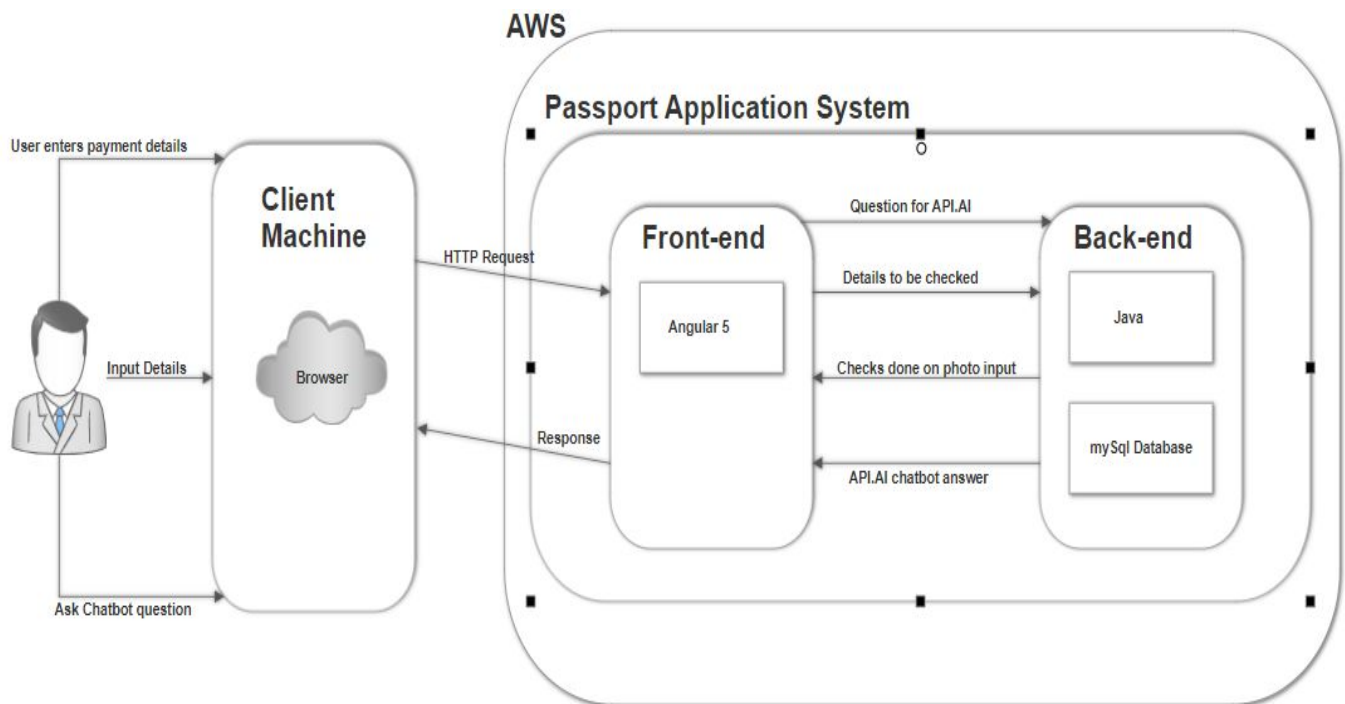 AWS
Passport Application System
User enters payment details
Client
Machine
Question for API.AI
Front-end
Back-end
HTTP Request
Details to be checked
Angular 5
Java
Input Details
Browser
Checks done on photo input
Response
mySql Database
API.AI chatbot answer
Ask Chatbot question